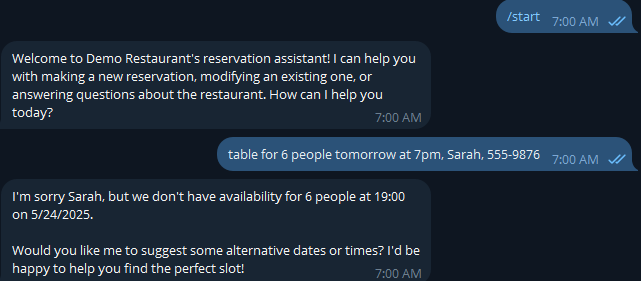 /start
7:00 AM
Welcome to Demo Restaurant's reservation assistant! I can help you
with making a new reservation, modifying an existing one, or
answering questions about the restaurant. How can I help you
today?
7:00 AM
table for 6 people tomorrow at 7pm, Sarah, 555-9876
7:00 AM
I'm sorry Sarah, but we don't have availability for 6 people at 19:00
on 5/24/2025.
Would you like me to suggest some alternative dates or times? I'd be
happy to help you find the perfect slot!
7:00 AM